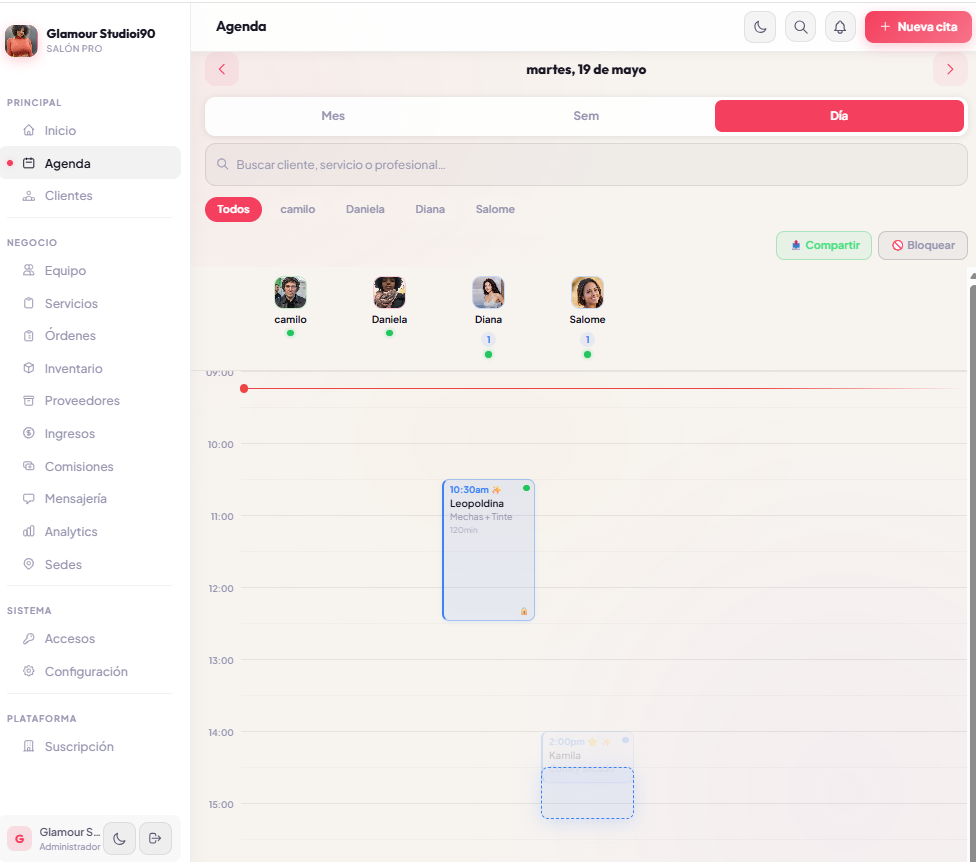 Glamour Studioi90
SALÓN PRO
PRINCIPAL
Inicio
Agenda
Clientes
NEGOCIO
Equipo
Servicios
Órdenes
Inventario
Proveedores
Ingresos
Comisiones
Mensajería
Analytics
Sedes
SISTEMA
Accesos
Configuración
PLATAFORMA
Suscripción
G
Glamour S...
Administrador
Agenda
+ Nueva cita
martes, 19 de mayo
Mes Sem Día
Buscar cliente, servicio o profesional...
Todos camilo Daniela Diana Salome
Compartir Bloquear
camilo Daniela Diana Salome
1 1
09:00
10:00
10:30am
Leopoldina
11:00
Mechas + Tinte
120min
12:00
13:00
14:00
2:00pm
Kamila
15:00